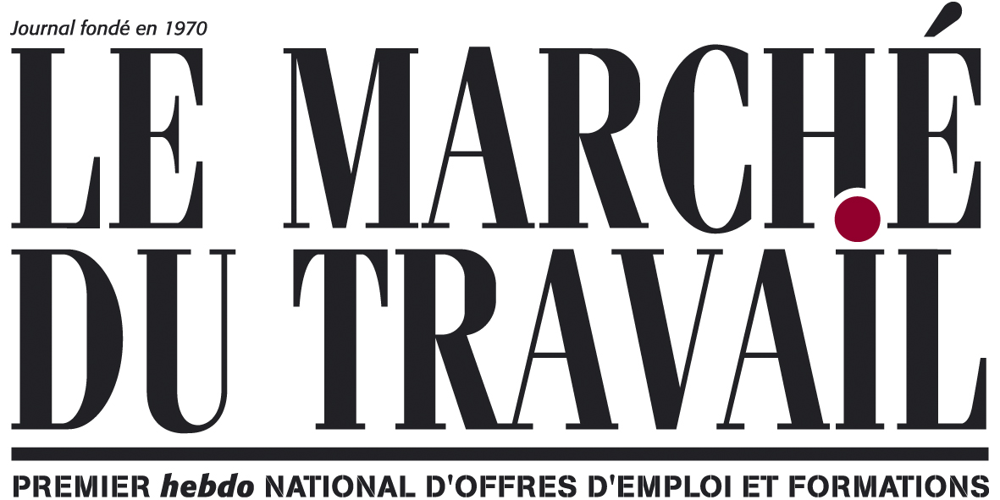 Journal fondé en 1970
LE MARCHÉ
DU TRAVAIL
PREMIER hebdo NATIONAL D'OFFRES D'EMPLOI ET FORMATIONS